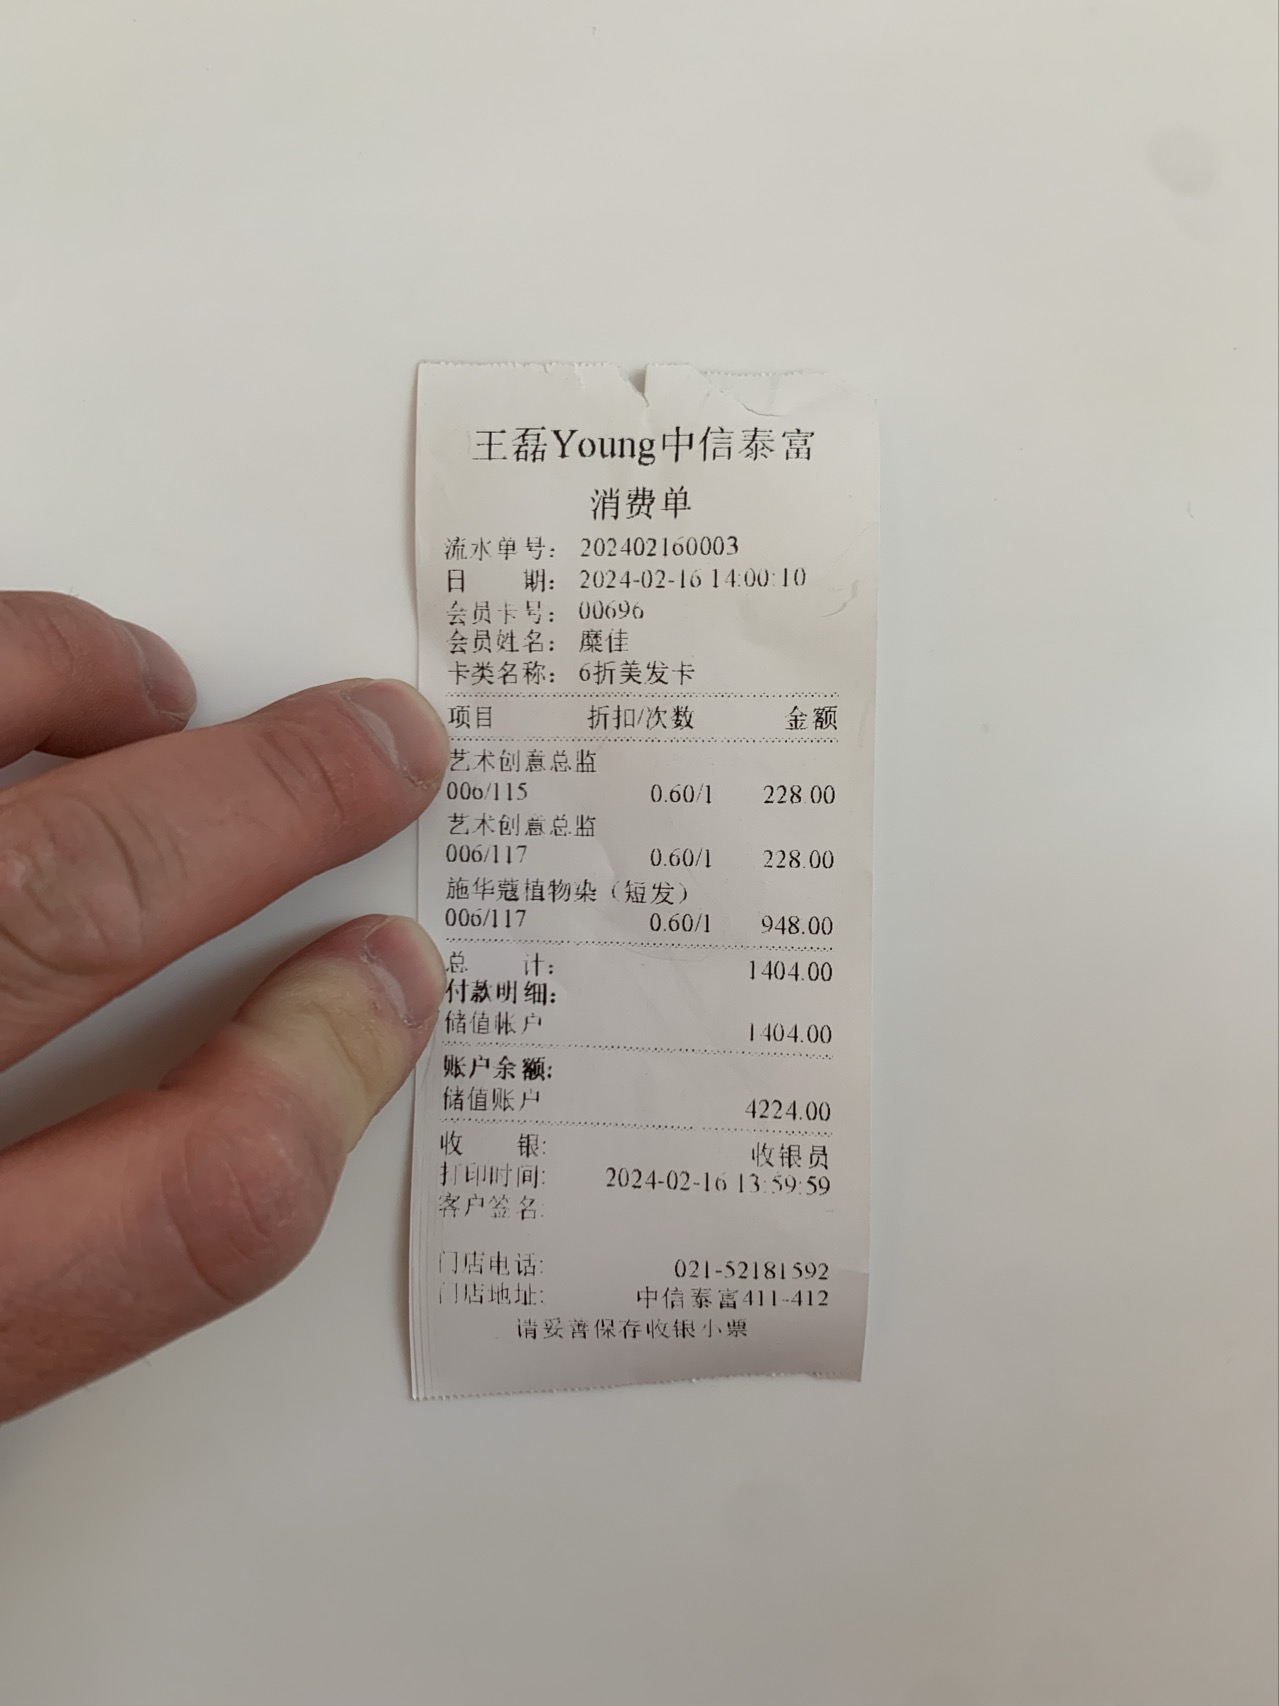 王磊Young中信泰富
消费单
流水单号： 202402160003
日 期： 2024-02-16 14:00:10
会员卡号： 00696
会员姓名： 糜佳
卡类名称： 6折美发卡
项目 折扣/次数 金额
艺术创意总监
006/115 0.60/1 228.00
艺术创意总监
006/117 0.60/1 228.00
施华蔻植物染（短发）
006/117 0.60/1 948.00
总 计： 1404.00
付款明细：
储值帐户 1404.00
账户余额：
储值账户 4224.00
收 银: 收银员
打印时间: 2024-02-16 13:59:59
客户签名:
门店电话: 021-52181592
门店地址: 中信泰富411-412
请妥善保存收银小票